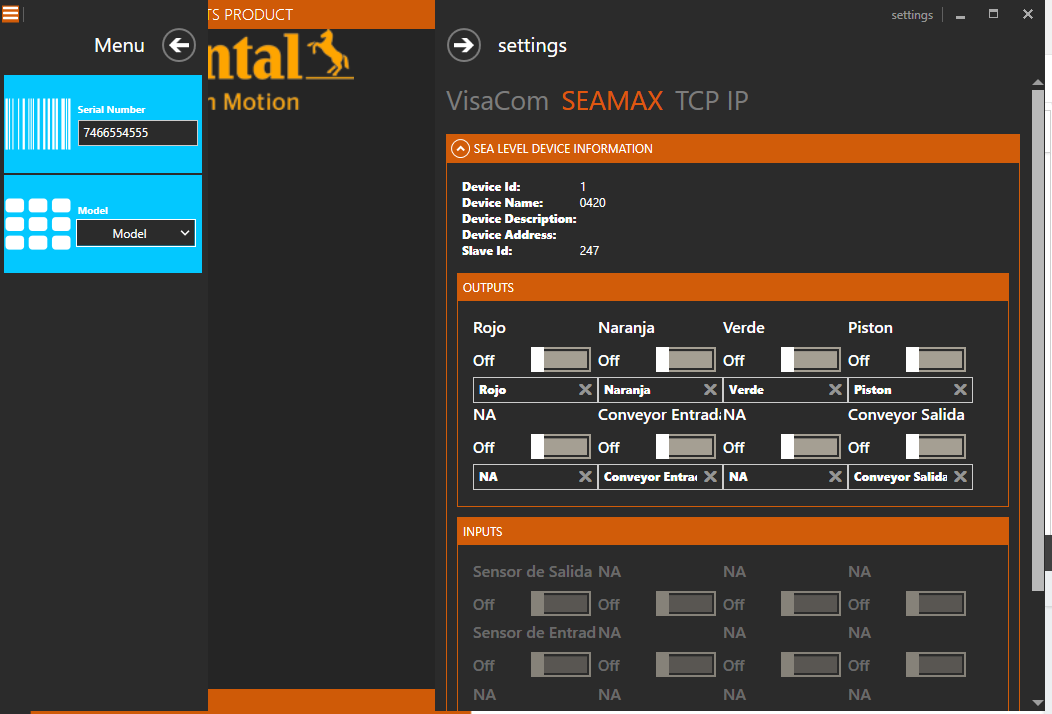 TS PRODUCT
settings
Menu
settings
ntal
n Motion
VisaCom SEAMAX TCP IP
Serial Number
7466554555
Model
Model
SEA LEVEL DEVICE INFORMATION
Device Id: 1
Device Name: 0420
Device Description:
Device Address:
Slave Id: 247
OUTPUTS
Rojo Naranja Verde Piston
Off Off Off Off
Rojo Naranja Verde Piston
NA Conveyor Entrada NA Conveyor Salida
Off Off Off Off
NA Conveyor Entrac NA Conveyor Salida
INPUTS
Sensor de Salida NA NA NA
Off Off Off Off
Sensor de Entrad NA NA NA
Off Off Off Off
NA NA NA NA